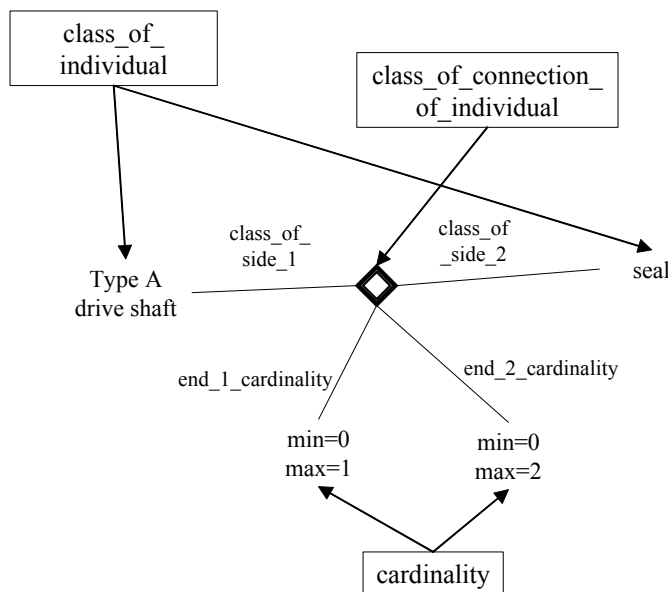 class_of_
individual
class_of_connection_
of_individual
class_of_
side_1
class_of
_side_2
Type A
drive shaft
seal
end_1_cardinality
end_2_cardinality
min=0
max=1
min=0
max=2
cardinality